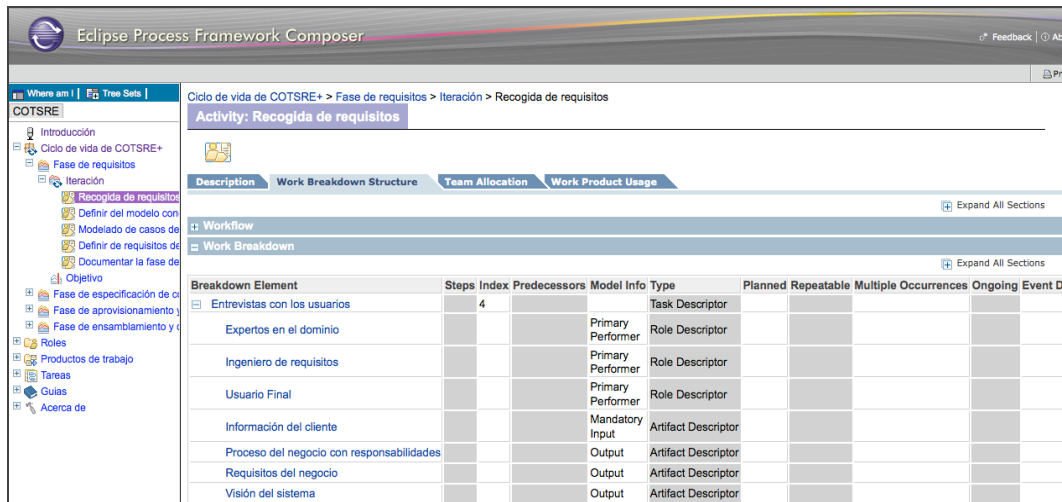 Eclipse Process Framework Composer
Feedback | Ab
Pr
Where am I | Tree Sets |
COTSRE
Introducción
Ciclo de vida de COTSRE+
Fase de requisitos
Iteración
Recogida de requisitos
Definir del modelo con
Modelado de casos de
Definir de requisitos de
Documentar la fase de
Objetivo
Fase de especificación de co
Fase de aprovisionamiento y
Fase de ensamblamiento y
Roles
Productos de trabajo
Tareas
Guias
Acerca de
Ciclo de vida de COTSRE+ > Fase de requisitos > Iteración > Recogida de requisitos
Activity: Recogida de requisitos
Description Work Breakdown Structure Team Allocation Work Product Usage
Expand All Sections
Workflow
Work Breakdown
Expand All Sections
Breakdown Element Steps Index Predecessors Model Info Type Planned Repeatable Multiple Occurrences Ongoing Event D
Entrevistas con los usuarios 4 Task Descriptor
Expertos en el dominio Primary Performer Role Descriptor
Ingeniero de requisitos Primary Performer Role Descriptor
Usuario Final Primary Performer Role Descriptor
Información del cliente Mandatory Input Artifact Descriptor
Proceso del negocio con responsabilidades Output Artifact Descriptor
Requisitos del negocio Output Artifact Descriptor
Visión del sistema Output Artifact Descriptor